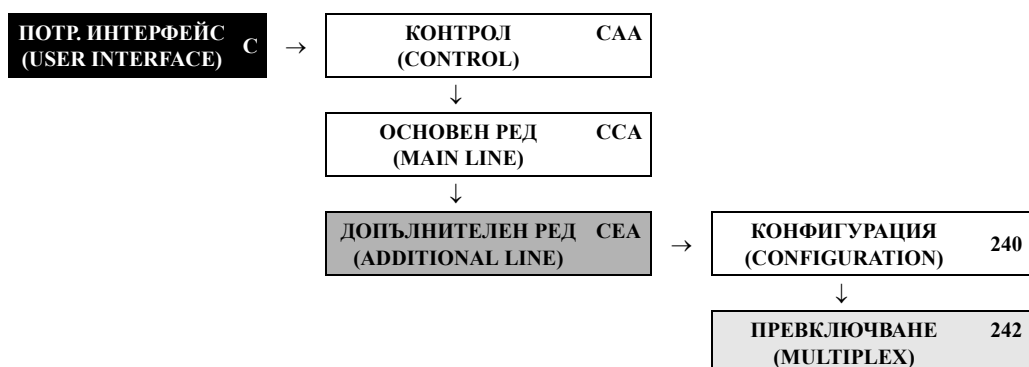 ПОТР. ИНТЕРФЕЙС C → КОНТРОЛ CAA
(USER INTERFACE) (CONTROL)
↓
ОСНОВЕН РЕД CCA
(MAIN LINE)
↓
ДОПЪЛНИТЕЛЕН РЕД CEA → КОНФИГУРАЦИЯ 240
(ADDITIONAL LINE) (CONFIGURATION)
↓
ПРЕВКЛЮЧВАНЕ 242
(MULTIPLEX)